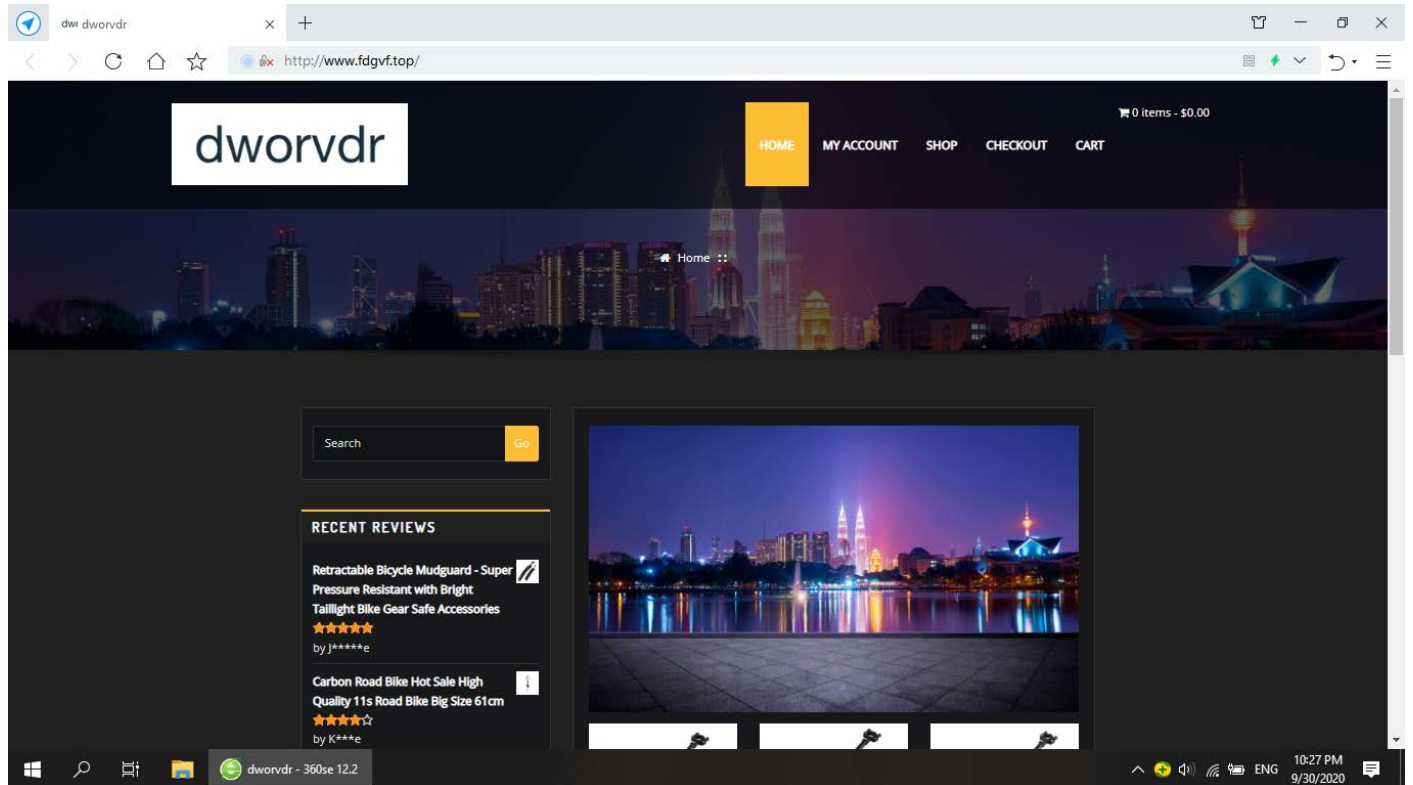 dwo dworvdr
http://www.fdgvf.top/
dworvdr
HOME MY ACCOUNT SHOP CHECKOUT CART
0 items - $0.00
Home ::
Search Go
RECENT REVIEWS
Retractable Bicycle Mudguard - Super
Pressure Resistant with Bright
Taillight Bike Gear Safe Accessories
by J*****e
Carbon Road Bike Hot Sale High
Quality 11s Road Bike Big Size 61cm
by K***e
dworvdr - 360se 12.2
ENG
10:27 PM
9/30/2020